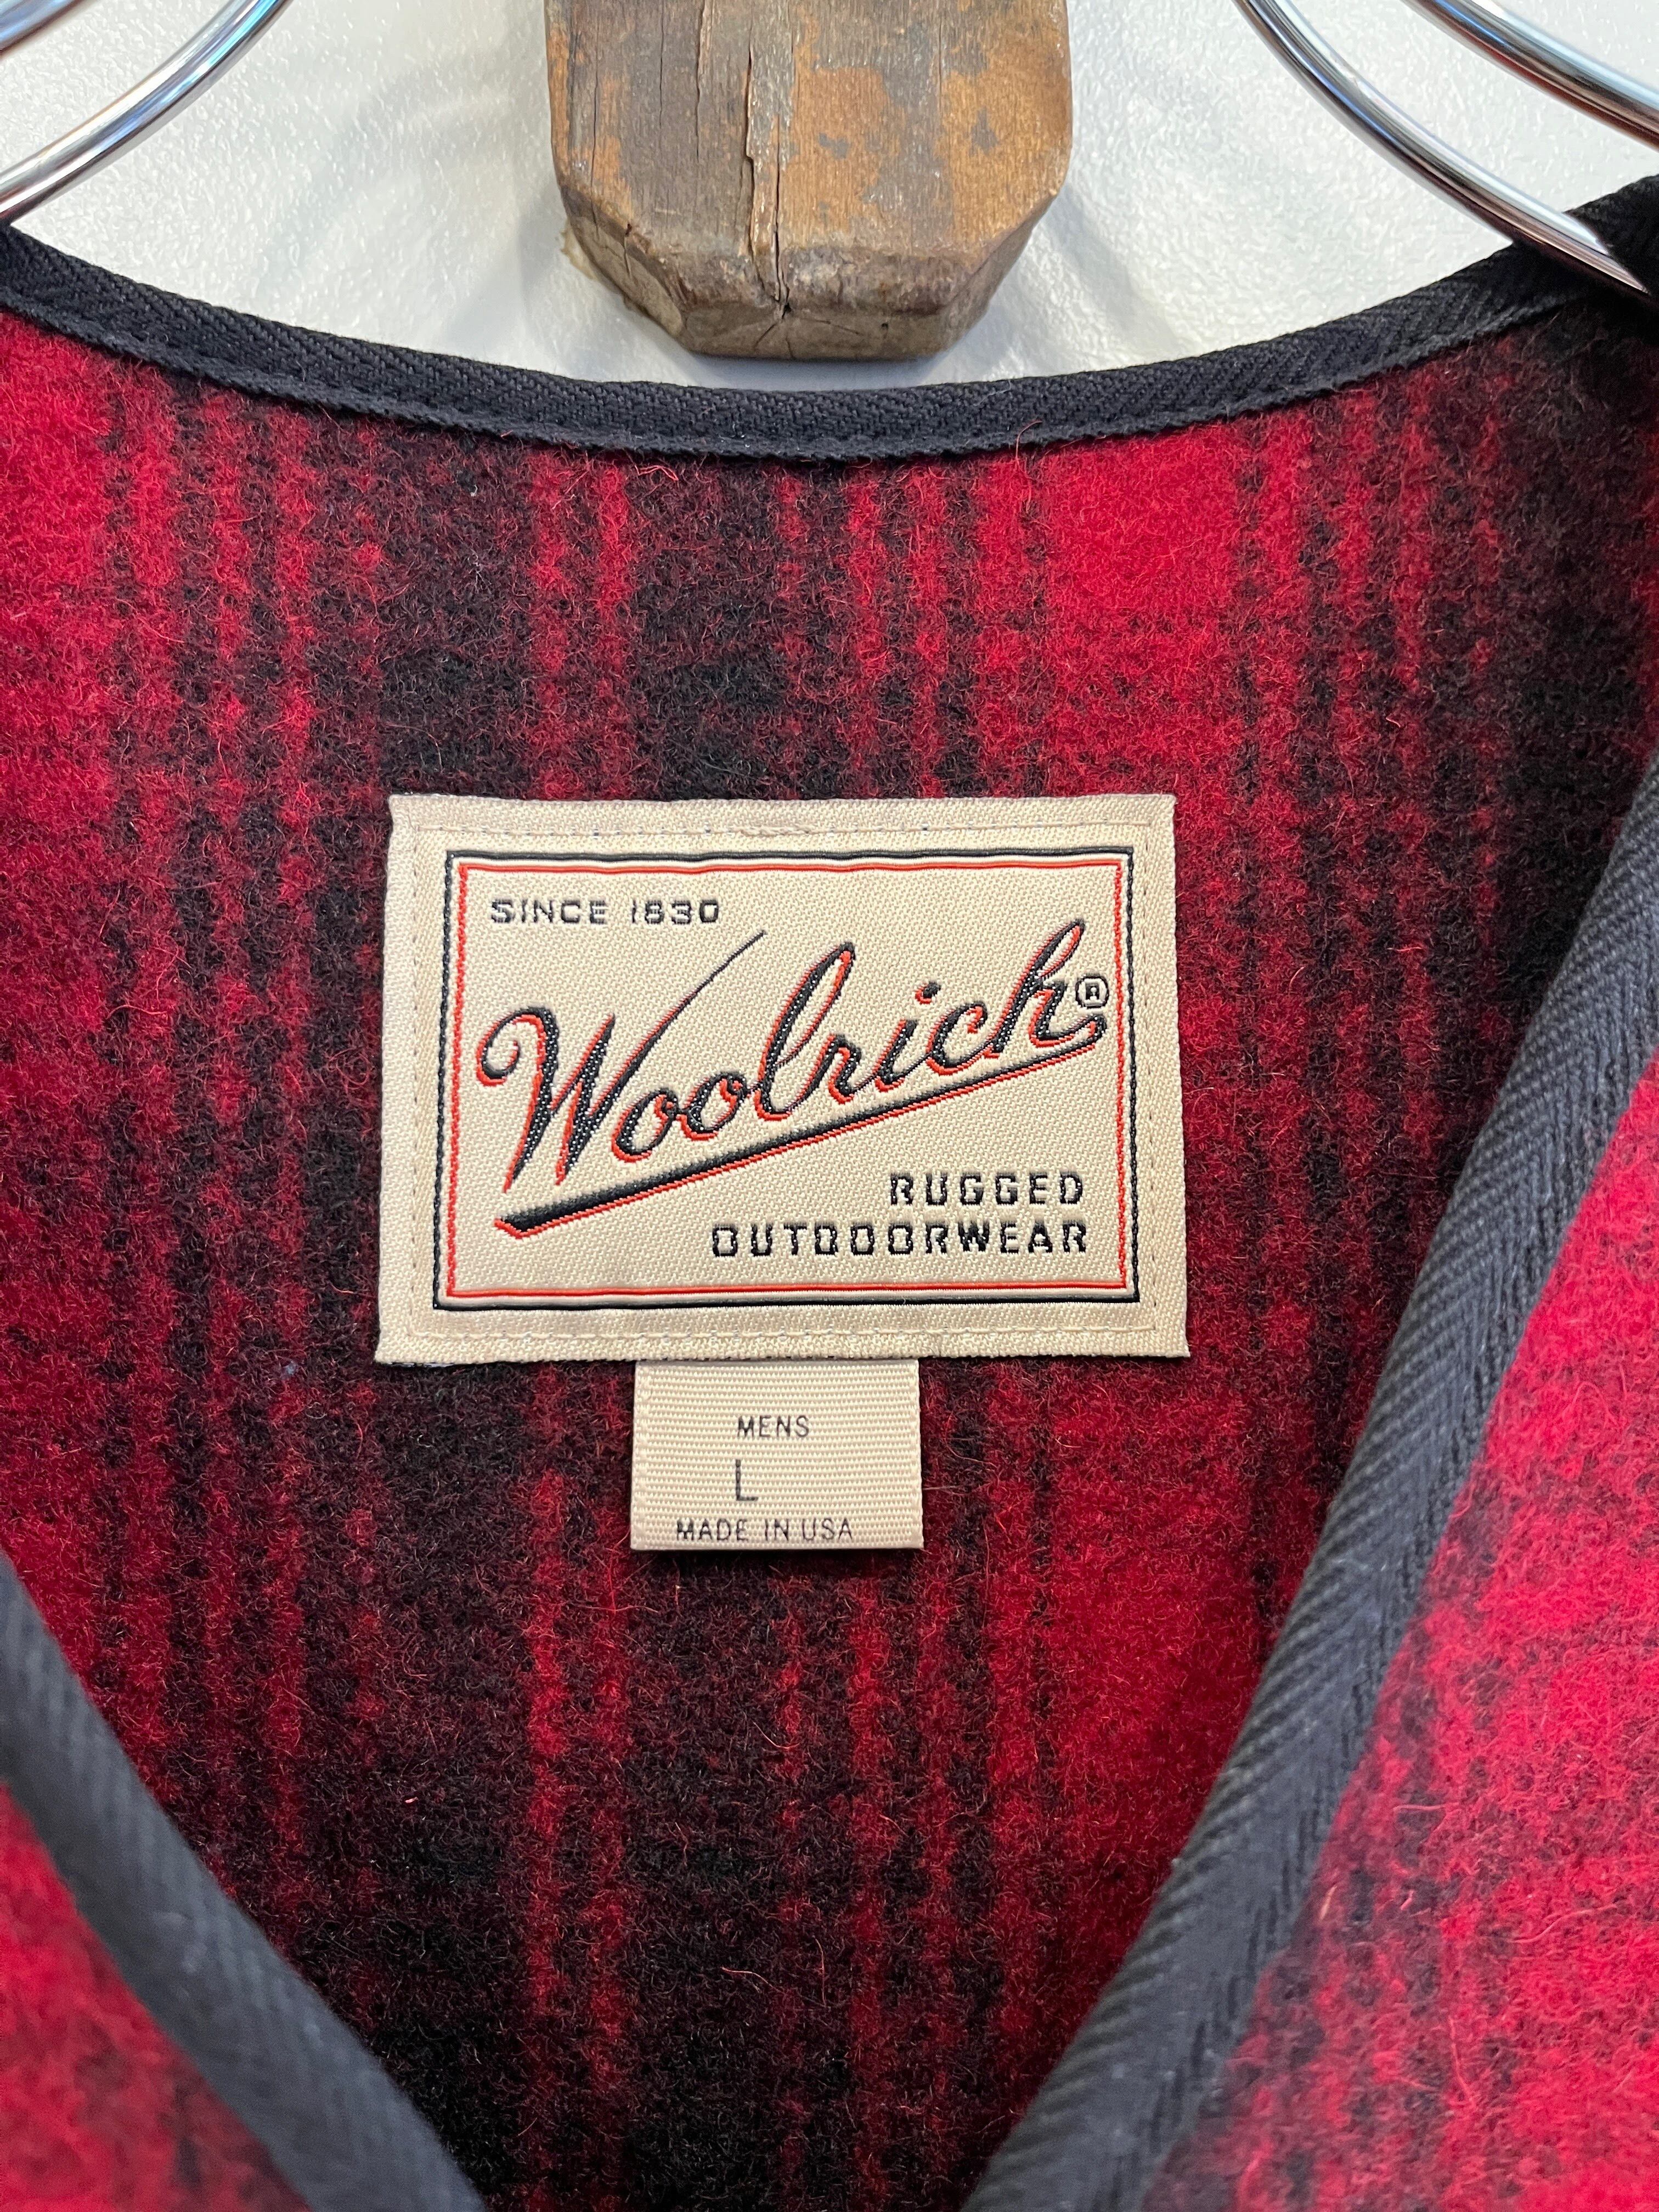 SINCE 1830
Woolrich®
RUGGED
OUTDOORWEAR
MENS
L
MADE IN USA